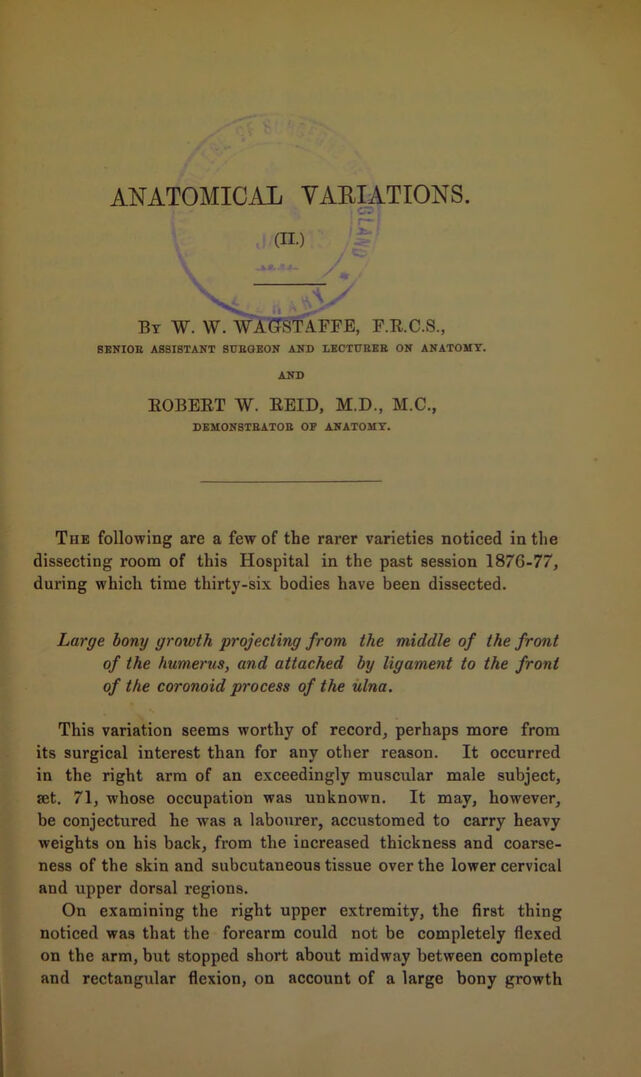 ANATOMICAL VARIATIONS.
(II.)
By W. W. WAGSTAFFE, F.R.C.S.,
SENIOR ASSISTANT SURGEON AND LECTURER ON ANATOMY.
AND
ROBERT W. REID, M.D., M.C.,
DEMONSTRATOR OF ANATOMY.
The following are a few of the rarer varieties noticed in the
dissecting room of this Hospital in the past session 1876-77,
during which time thirty-six bodies have been dissected.
Large bony growth projecting from the middle of the front
of the humerus, and attached by ligament to the front
of the coronoid process of the ulna.
This variation seems worthy of record, perhaps more from
its surgical interest than for any other reason. It occurred
in the right arm of an exceedingly muscular male subject,
æt. 71, whose occupation was unknown. It may, however,
be conjectured he was a labourer, accustomed to carry heavy
weights on his back, from the increased thickness and coarse-
ness of the skin and subcutaneous tissue over the lower cervical
and upper dorsal regions.
On examining the right upper extremity, the first thing
noticed was that the forearm could not be completely flexed
on the arm, but stopped short about midway between complete
and rectangular flexion, on account of a large bony growth